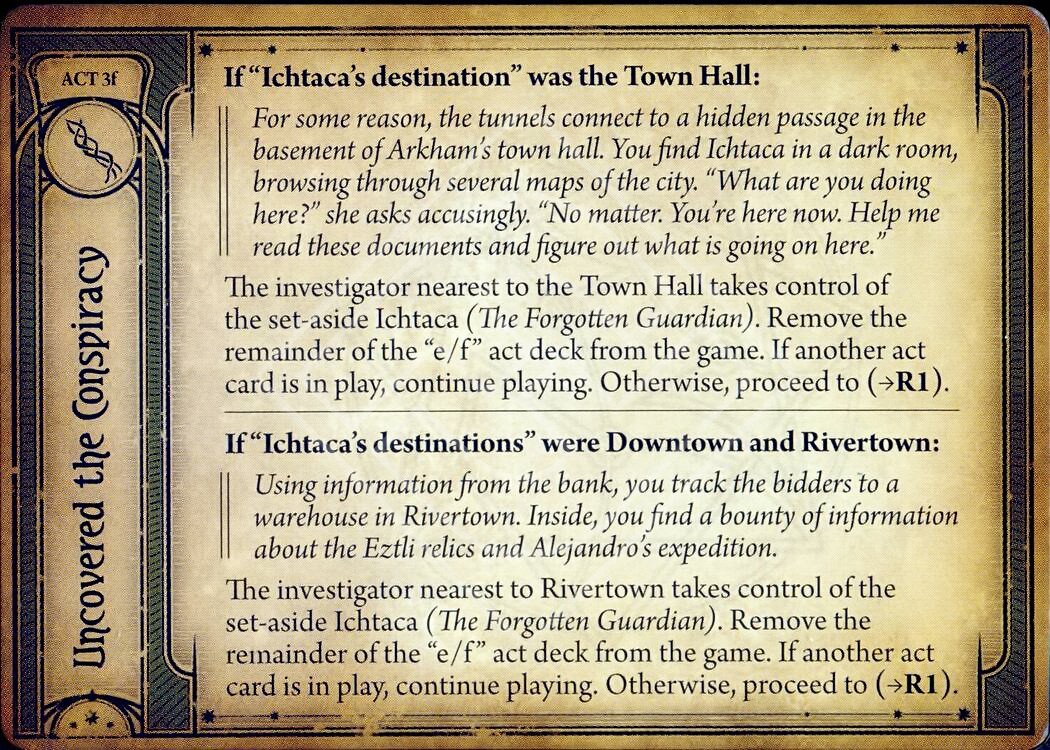 ACT 3f
Uncovered the Conspiracy
If “Ichtaca’s destination” was the Town Hall:
For some reason, the tunnels connect to a hidden passage in the
basement of Arkham’s town hall. You find Ichtaca in a dark room,
browsing through several maps of the city. “What are you doing
here?” she asks accusingly. “No matter. You’re here now. Help me
read these documents and figure out what is going on here.”
The investigator nearest to the Town Hall takes control of
the set-aside Ichtaca (The Forgotten Guardian). Remove the
remainder of the “e/f” act deck from the game. If another act
card is in play, continue playing. Otherwise, proceed to (→R1).
If “Ichtaca’s destinations” were Downtown and Rivertown:
Using information from the bank, you track the bidders to a
warehouse in Rivertown. Inside, you find a bounty of information
about the Eztli relics and Alejandro’s expedition.
The investigator nearest to Rivertown takes control of the
set-aside Ichtaca (The Forgotten Guardian). Remove the
remainder of the “e/f” act deck from the game. If another act
card is in play, continue playing. Otherwise, proceed to (→R1).